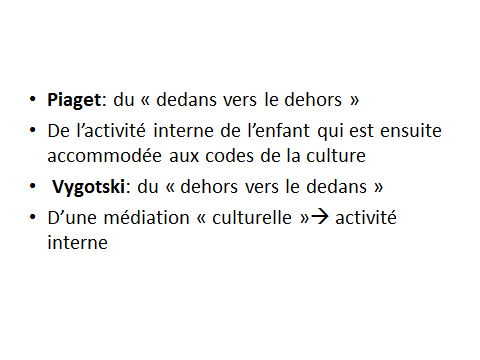 • Piaget: du « dedans vers le dehors »
• De l’activité interne de l’enfant qui est ensuite
accommodée aux codes de la culture
• Vygotski: du « dehors vers le dedans »
• D’une médiation « culturelle »→ activité
interne